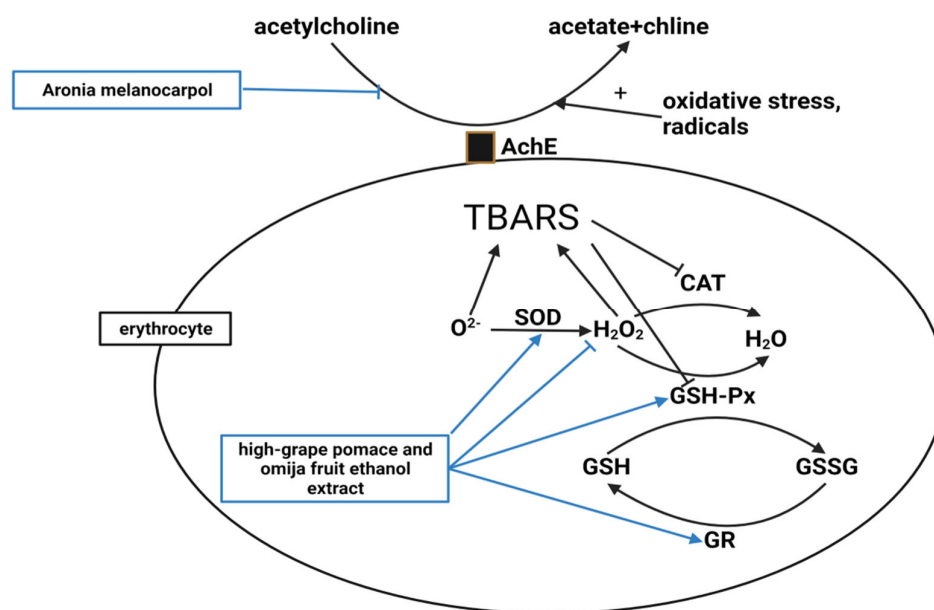 acetylcholine
acetate+chline
Aronia melanocarpol
+
oxidative stress,
radicals
AchE
TBARS
CAT
erythrocyte
O²⁻
SOD
H₂O₂
H₂O
GSH-Px
high-grape pomace and
omija fruit ethanol
extract
GSH
GSSG
GR